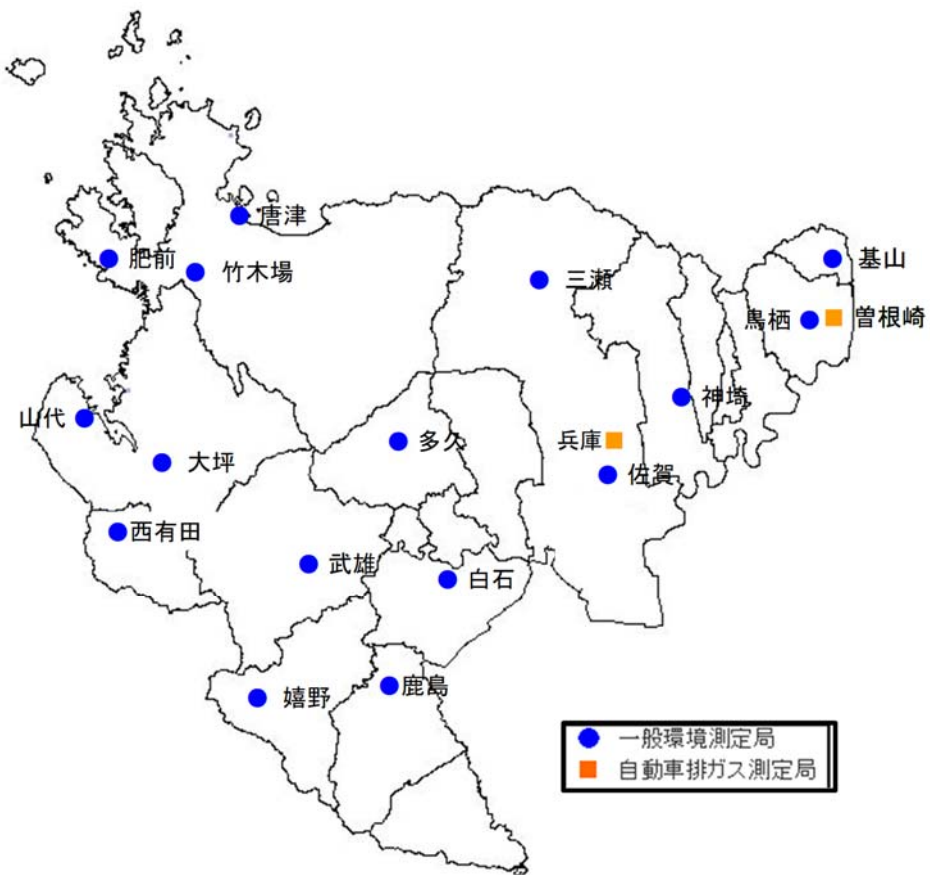 唐津
肥前
竹木場
三瀬
基山
鳥栖
曽根崎
神埼
山代
大坪
多久
兵庫
佐賀
西有田
武雄
白石
嬉野
鹿島
一般環境測定局
自動車排ガス測定局